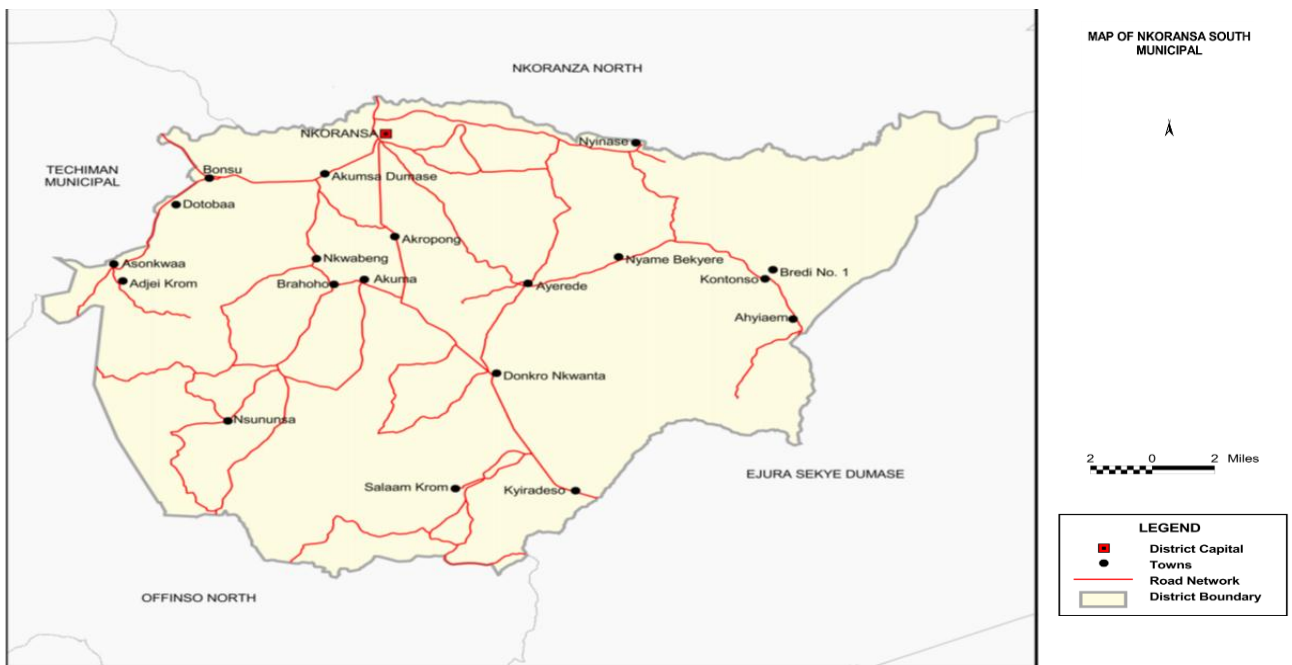 MAP OF NKORANSA SOUTH
MUNICIPAL
NKORANZA NORTH
NKORANSA
Nyinase
TECHIMAN
MUNICIPAL
Bonsu
Akumsa Dumase
Dotobaa
Akropong
Asonkwaa
Nkwabeng
Nyame Bekyere
Bredi No. 1
Adjei Krom
Brahoho
Akuma
Ayerede
Kontonso
Ahyiaem
Donkro Nkwanta
Nsununsa
Salaam Krom
Kyiradeso
EJURA SEKYE DUMASE
OFFINSO NORTH
2 0 2 Miles
LEGEND
District Capital
Towns
Road Network
District Boundary